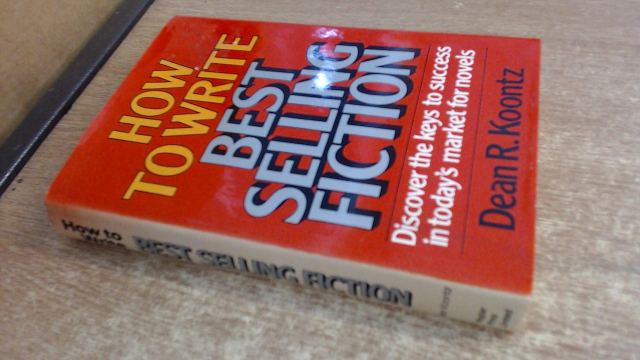 HOW
TO WRITE
BEST
SELLING
FICTION
Discover the keys to success
in today's market for novels
Dean R. Koontz
How to
Write
BEST SELLING FICTION